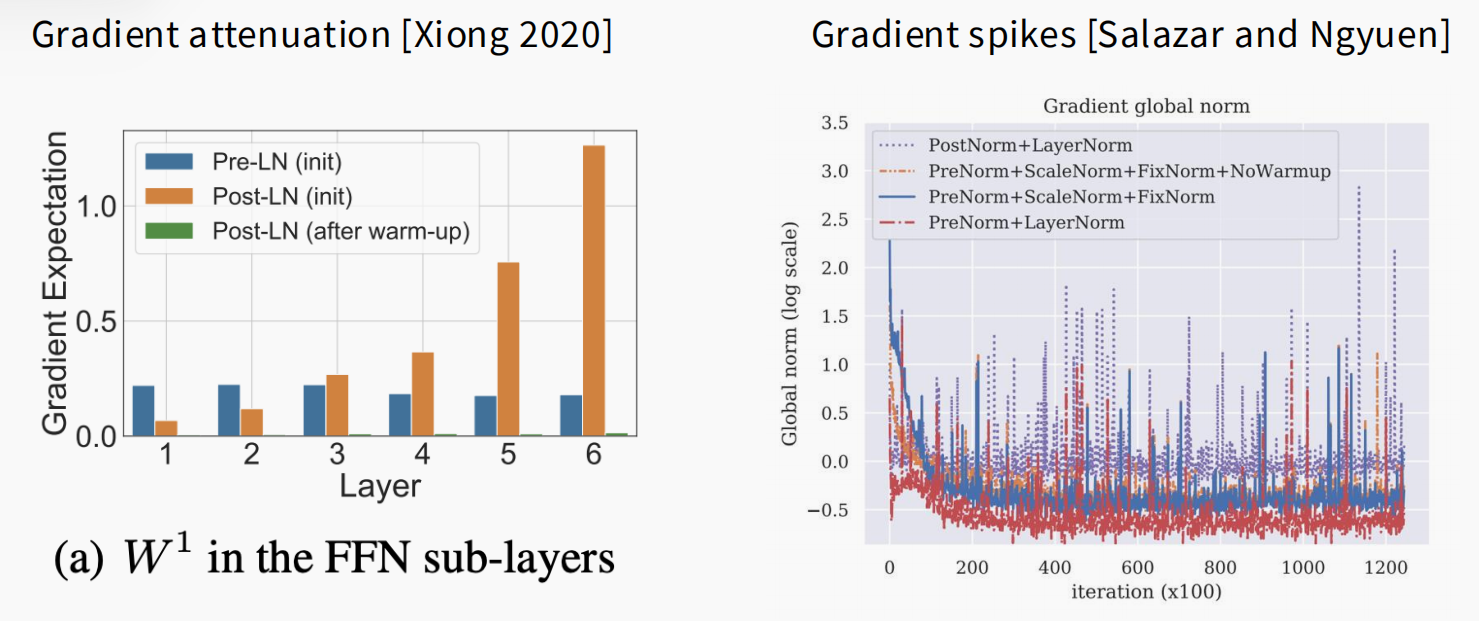 Gradient attenuation [Xiong 2020]
Gradient Expectation
1.0
0.5
0.0
Pre-LN (init)
Post-LN (init)
Post-LN (after warm-up)
1 2 3 4 5 6
Layer
(a) W¹ in the FFN sub-layers
Gradient spikes [Salazar and Ngyuen]
Gradient global norm
Global norm (log scale)
3.5
3.0
2.5
2.0
1.5
1.0
0.5
0.0
−0.5
PostNorm+LayerNorm
PreNorm+ScaleNorm+FixNorm+NoWarmup
PreNorm+ScaleNorm+FixNorm
PreNorm+LayerNorm
0 200 400 600 800 1000 1200
iteration (x100)